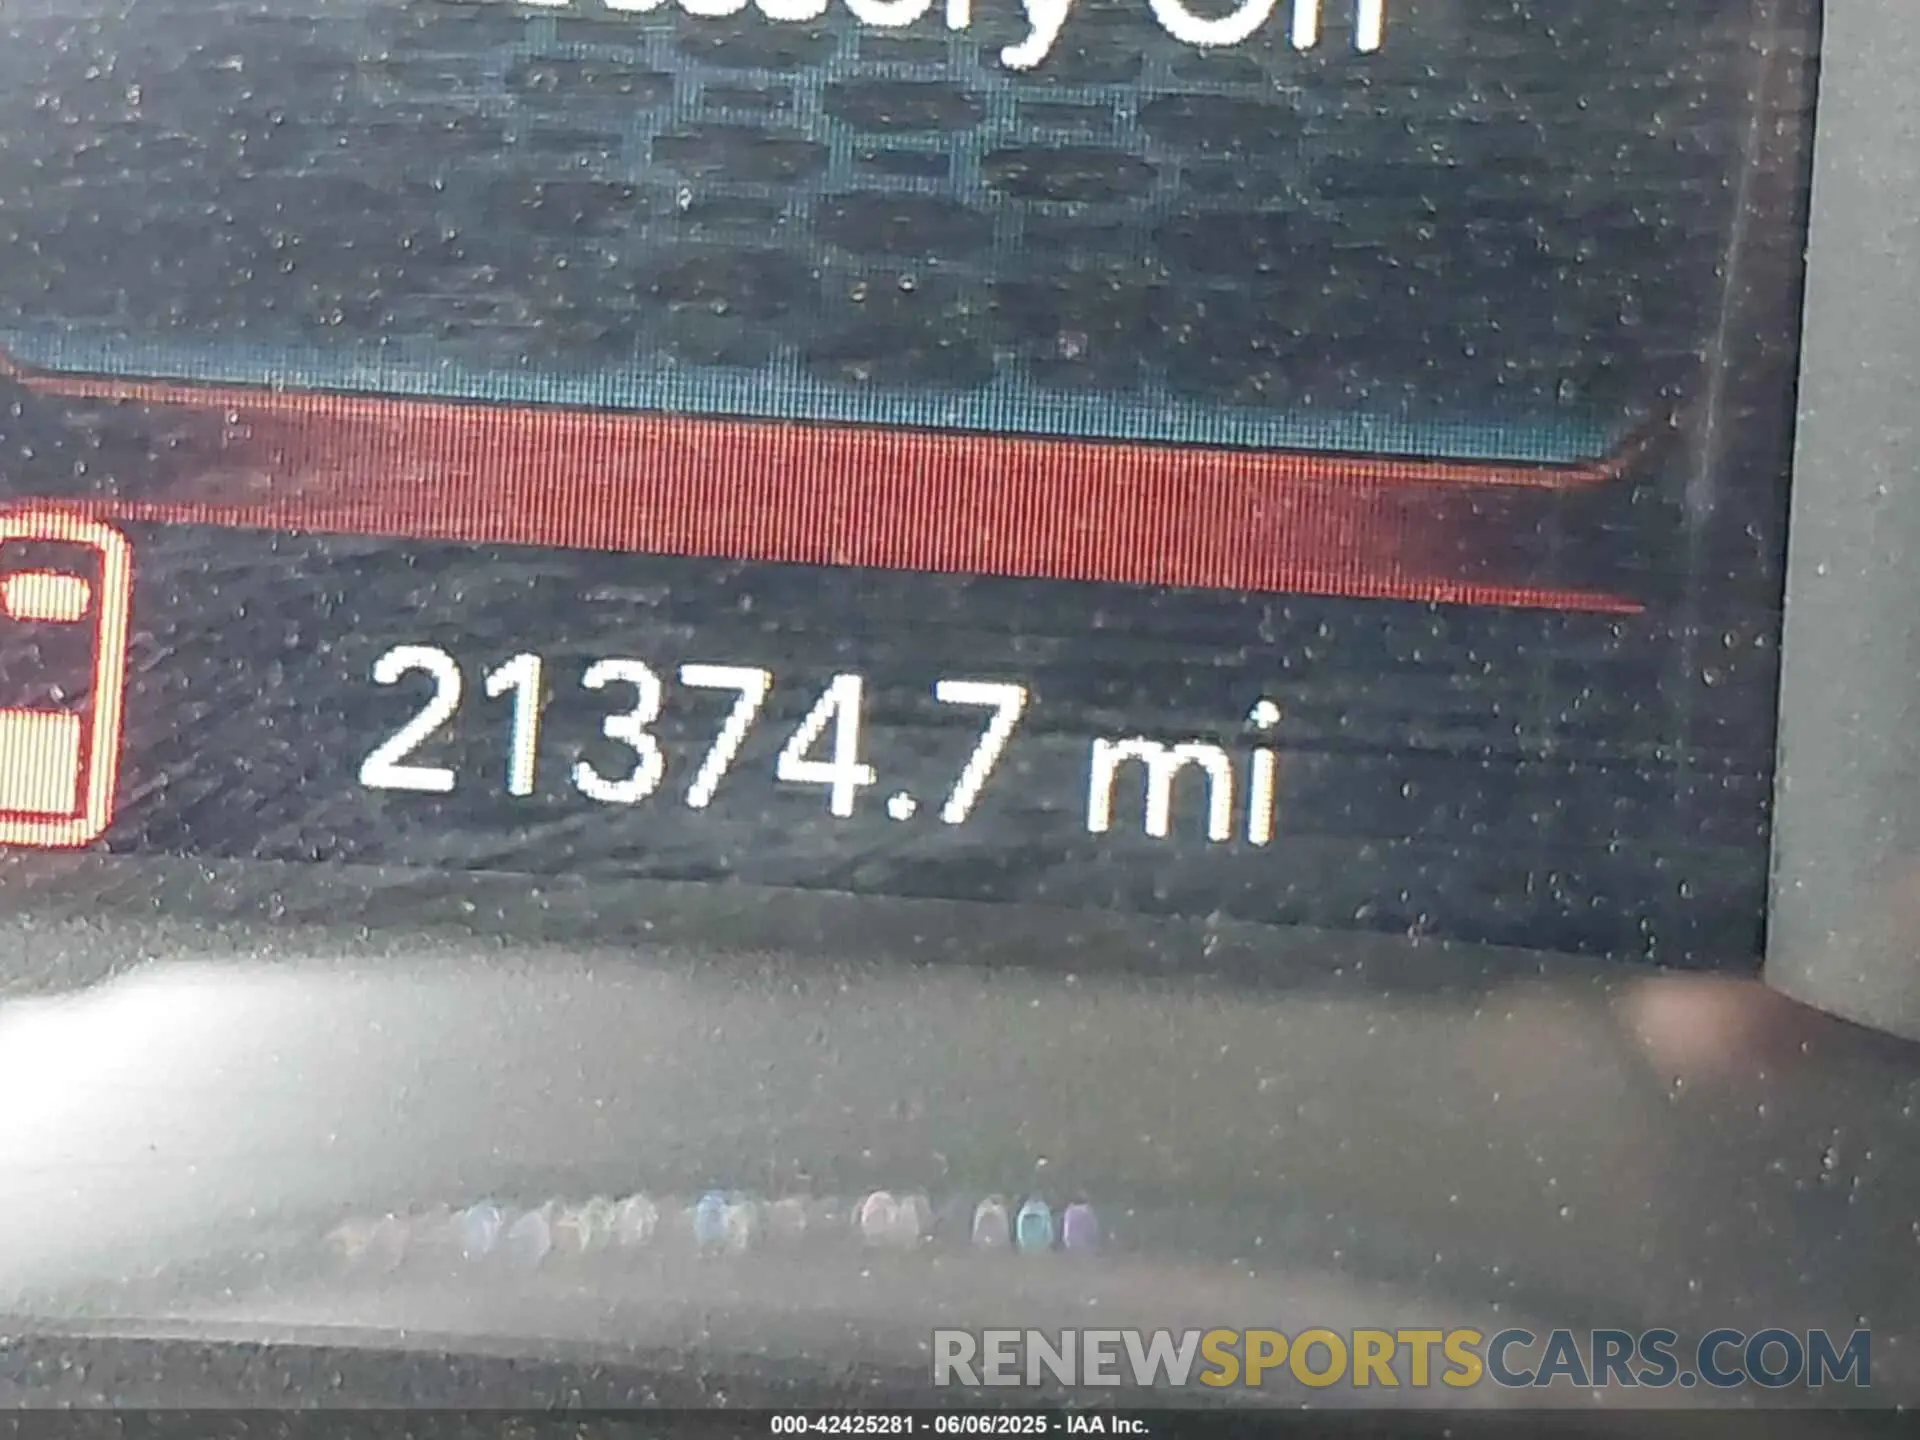 21374.7 mi
RENEWSPORTSCARS.COM
000-42425281 - 06/06/2025 - IAA Inc.